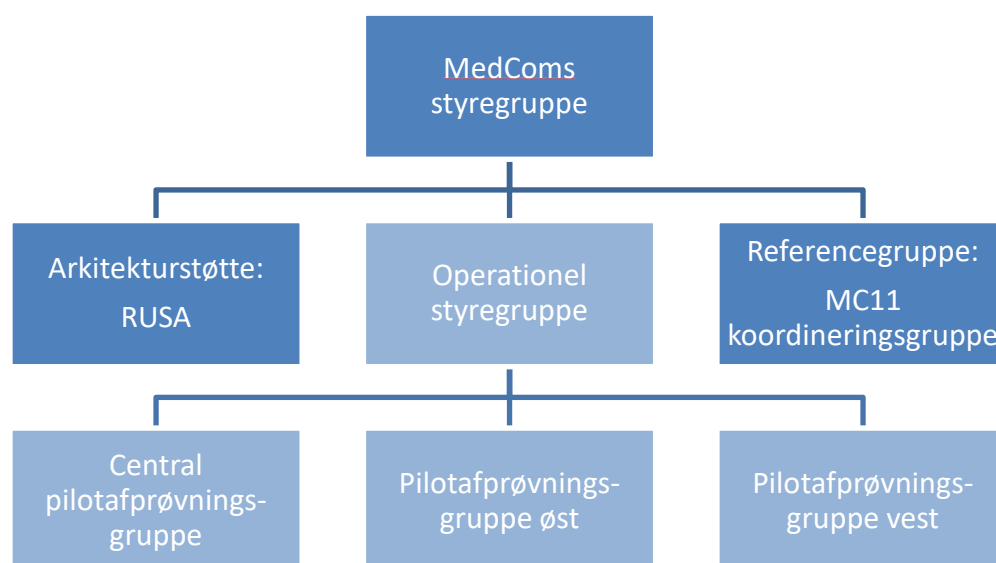 MedComs
styregruppe
Arkitekturstøtte:
RUSA
Operationel
styregruppe
Referencegruppe:
MC11
koordineringsgruppe
Central
pilotafprøvnings-
gruppe
Pilotafprøvnings-
gruppe øst
Pilotafprøvnings-
gruppe vest